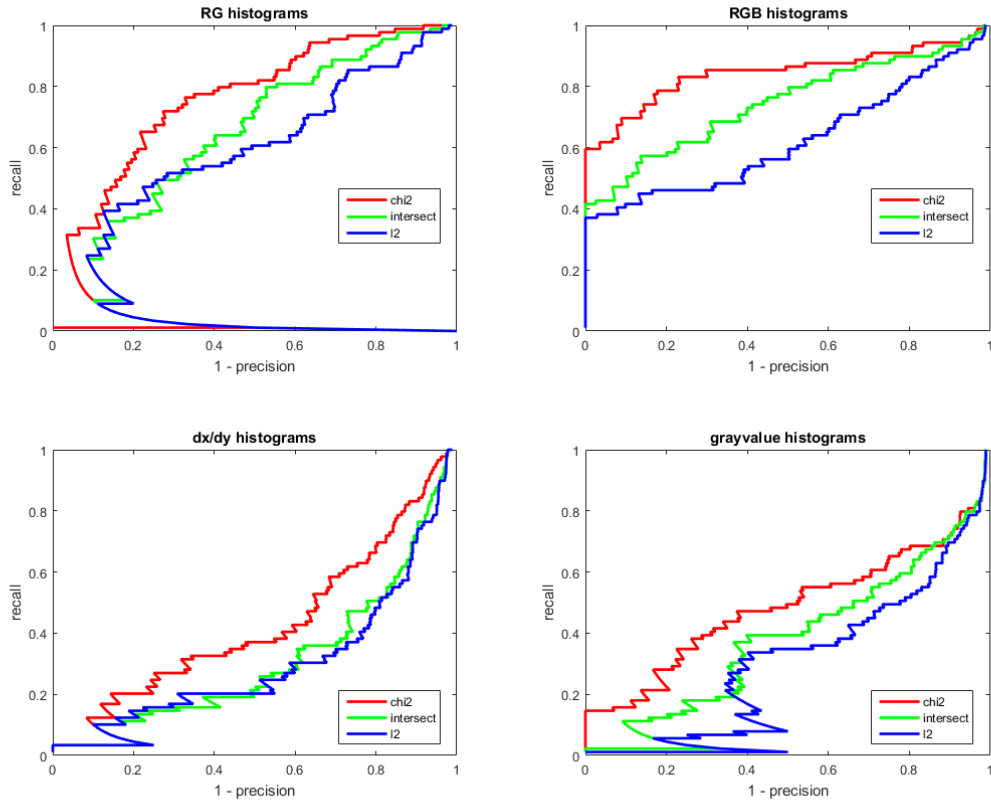 RG histograms
1
0.8
0.6
0.4
0.2
0
recall
chi2
intersect
l2
0 0.2 0.4 0.6 0.8 1
1 - precision
RGB histograms
1
0.8
0.6
0.4
0.2
0
recall
chi2
intersect
l2
0 0.2 0.4 0.6 0.8 1
1 - precision
dx/dy histograms
1
0.8
0.6
0.4
0.2
0
recall
chi2
intersect
l2
0 0.2 0.4 0.6 0.8 1
1 - precision
grayvalue histograms
1
0.8
0.6
0.4
0.2
0
recall
chi2
intersect
l2
0 0.2 0.4 0.6 0.8 1
1 - precision